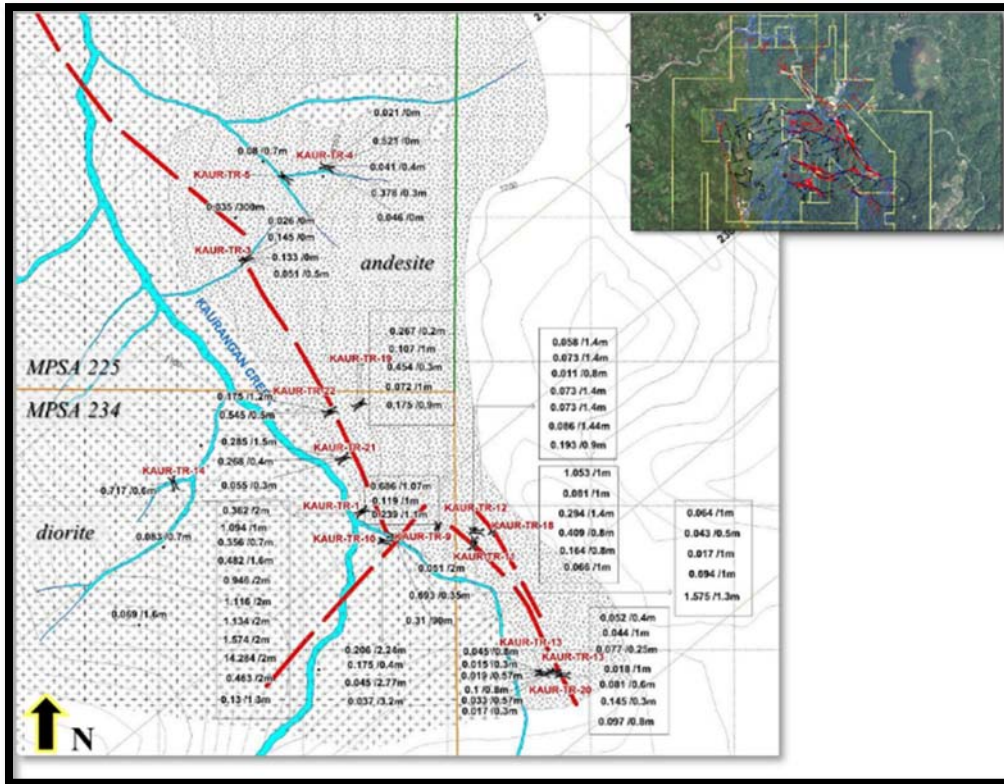 0.021 /0m
0.521 /0m
0.08 /0.7m
KAUR-TR-4
0.041 /0.4m
KAUR-TR-5
0.378 /0.3m
0.035 /300m
0.026 /0m
0.046 /0m
0.145 /0m
KAUR-TR-3
0.133 /0m
0.051 /0.5m
andesite
KAURANGAN CREEK
0.267 /0.2m
0.107 /1m
KAUR-TR-19
0.454 /0.3m
0.072 /1m
0.175 /0.9m
0.058 /1.4m
0.073 /1.4m
0.011 /0.8m
0.073 /1.4m
0.073 /1.4m
0.086 /1.44m
0.193 /0.9m
MPSA 225
MPSA 234
KAUR-TR-22
0.175 /1.2m
0.545 /0.5m
0.285 /1.5m
KAUR-TR-21
0.268 /0.4m
0.055 /0.3m
KAUR-TR-14
0.717 /0.6m
diorite
0.083 /0.7m
0.069 /1.6m
0.686 /1.07m
0.119 /1m
0.239 /1.1m
KAUR-TR-1
KAUR-TR-12
KAUR-TR-18
KAUR-TR-10
KAUR-TR-9
KAUR-TR-11
1.053 /1m
0.081 /1m
0.294 /1.4m
0.409 /0.8m
0.164 /0.8m
0.066 /1m
0.064 /1m
0.043 /0.5m
0.017 /1m
0.094 /1m
1.575 /1.3m
0.362 /2m
1.094 /1m
0.556 /0.7m
0.482 /1.6m
0.946 /2m
1.116 /2m
1.134 /2m
1.574 /2m
14.284 /2m
0.463 /2m
0.13 /1.3m
0.051 /2m
0.693 /0.35m
0.31 /90m
0.206 /2.24m
0.175 /0.4m
0.045 /2.77m
0.037 /3.2m
0.045 /0.8m
0.015 /0.3m
0.019 /0.57m
0.1 /0.8m
0.033 /0.57m
0.017 /0.3m
KAUR-TR-13
KAUR-TR-13
KAUR-TR-20
0.052 /0.4m
0.044 /1m
0.077 /0.25m
0.018 /1m
0.081 /0.6m
0.145 /0.3m
0.097 /0.8m
N